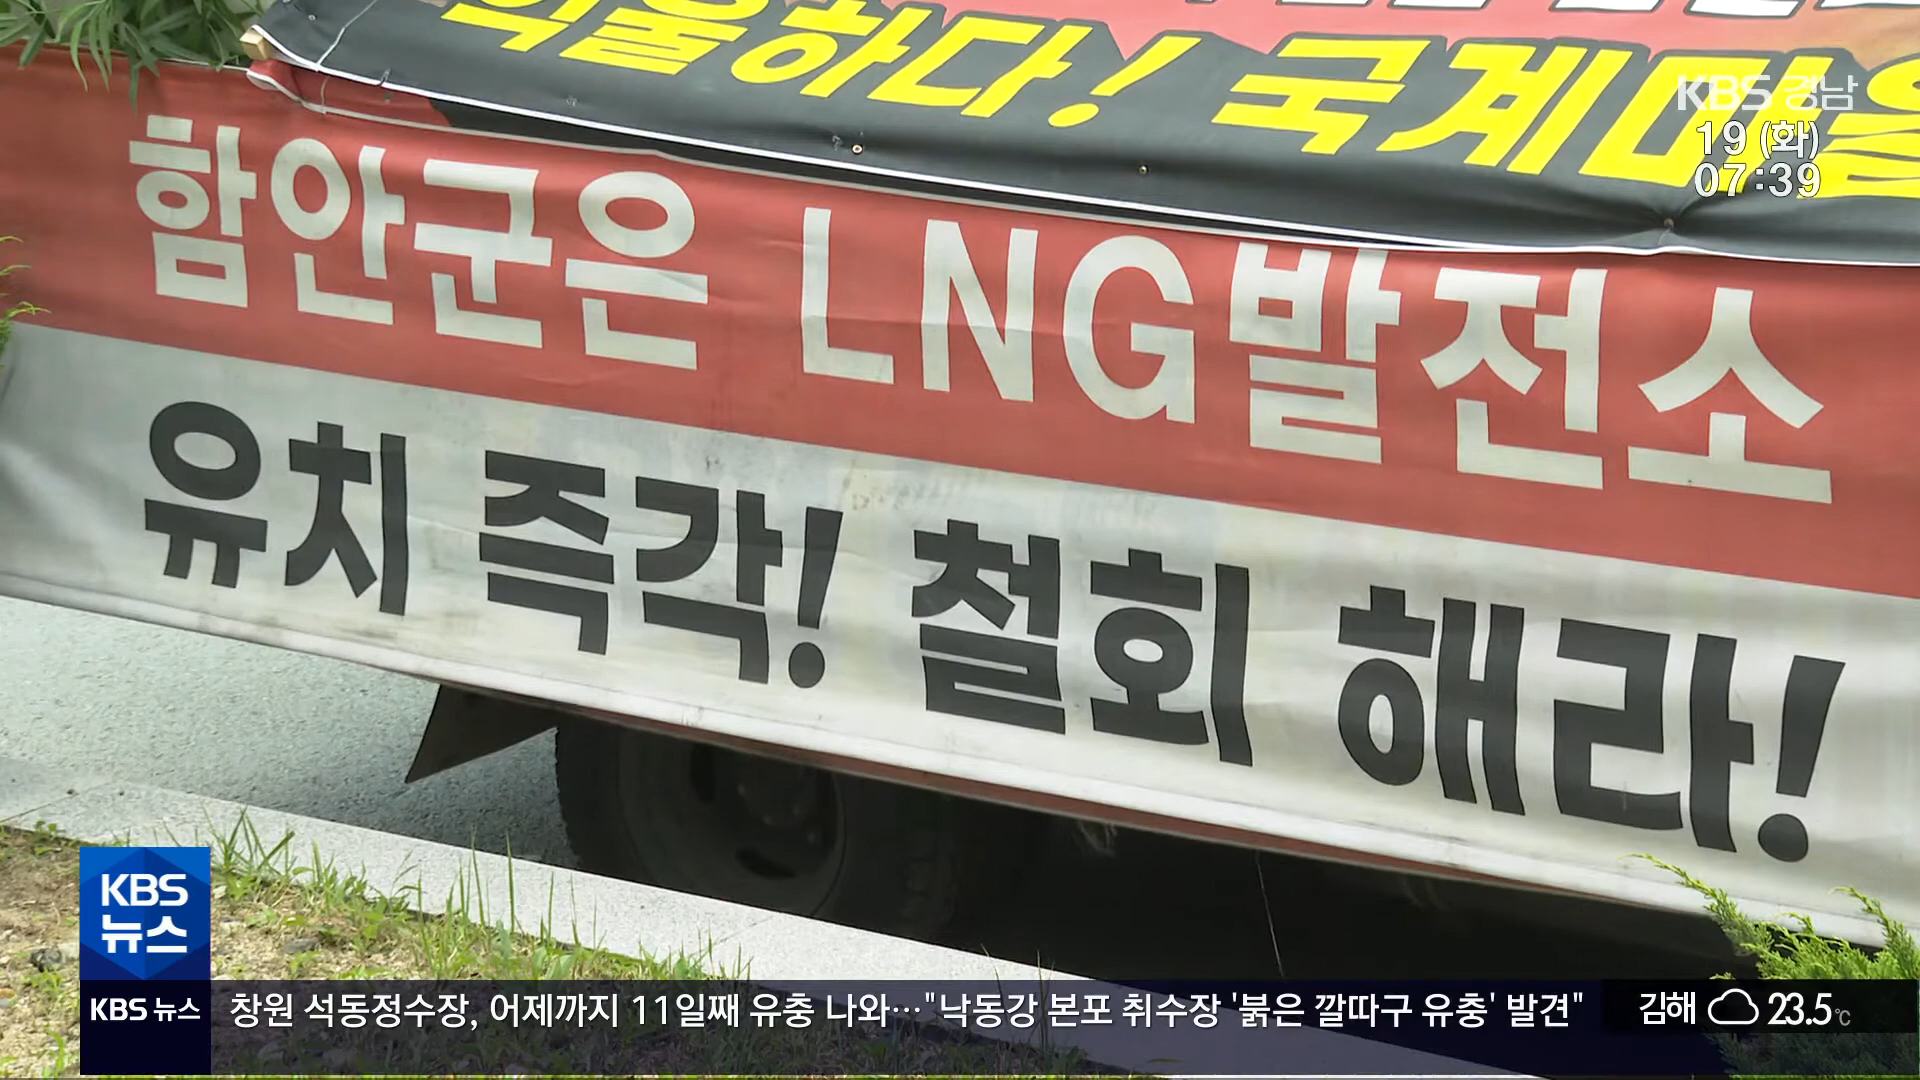 억울하다! 국계마을
KBS 경남
19 (화)
07:39
함안군은 LNG발전소
유치 즉각! 철회 해라!
KBS
뉴스
KBS 뉴스 창원 석동정수장, 어제까지 11일째 유충 나와…"낙동강 본포 취수장 '붉은 깔따구 유충' 발견" 김해 23.5℃